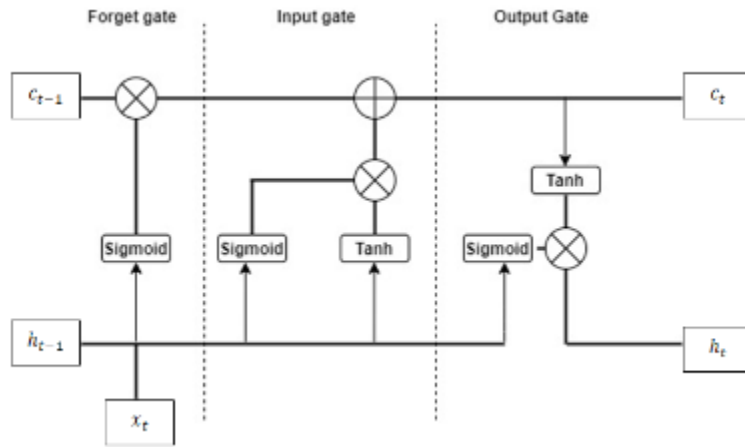 Forget gate
Input gate
Output Gate
c_{t-1}
c_t
Tanh
Sigmoid
Sigmoid
Tanh
Sigmoid
h_{t-1}
h_t
x_t